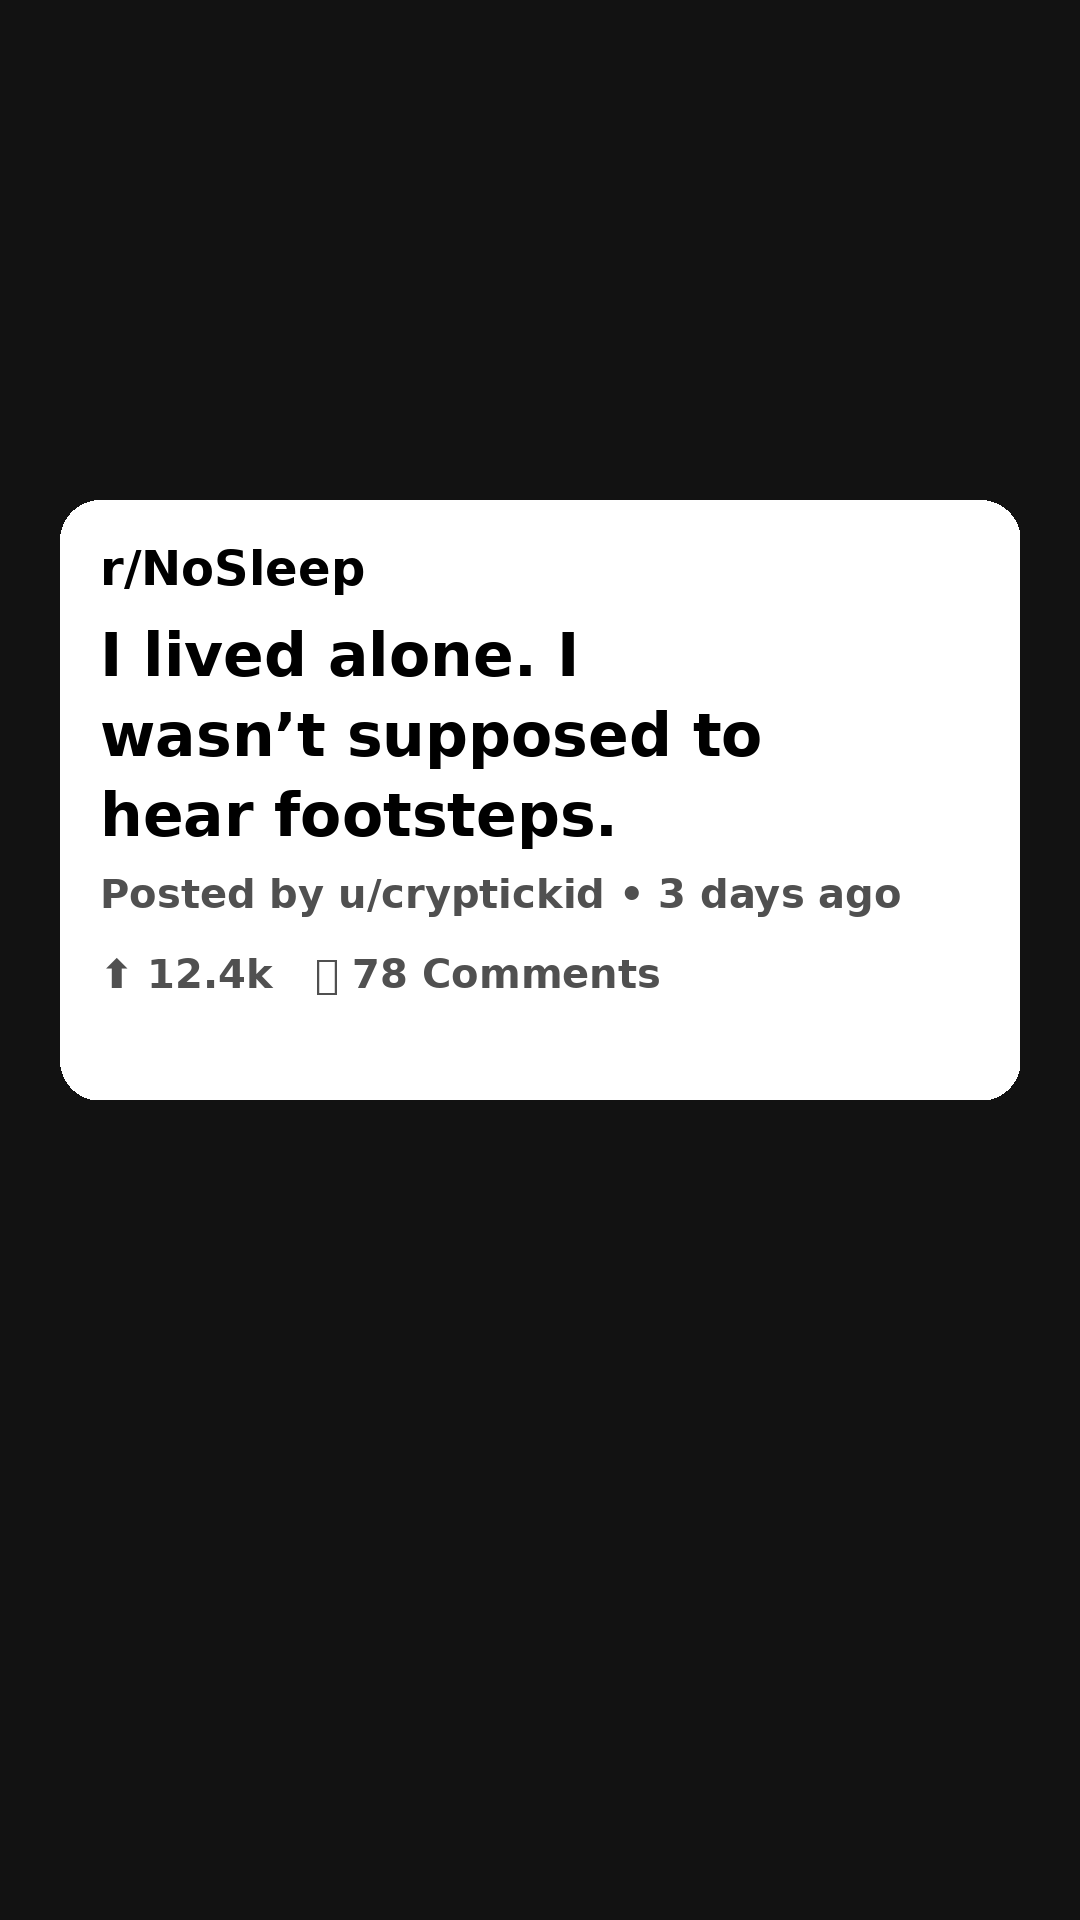 r/NoSleep
I lived alone. I
wasn’t supposed to
hear footsteps.
Posted by u/cryptickid • 3 days ago
⬆ 12.4k   ▯ 78 Comments